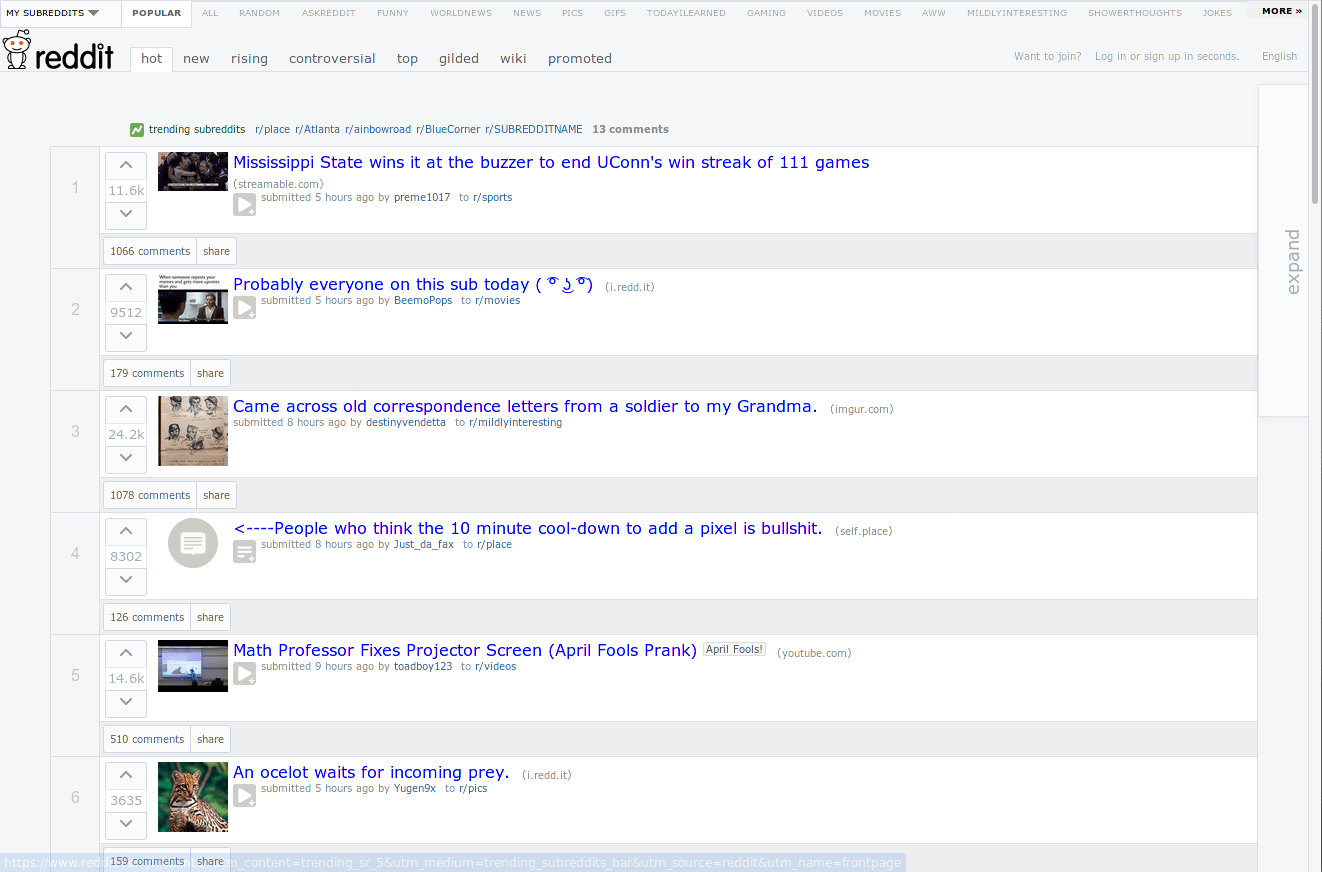 MY SUBREDDITS POPULAR ALL RANDOM ASKREDDIT FUNNY WORLDNEWS NEWS PICS GIFS TODAYILEARNED GAMING VIDEOS MOVIES AWW MILDLYINTERESTING SHOWERTHOUGHTS JOKES MORE »
reddit hot new rising controversial top gilded wiki promoted Want to join? Log in or sign up in seconds. English
trending subreddits r/place r/Atlanta r/ainbowroad r/BlueCorner r/SUBREDDITNAME 13 comments
expand
1
11.6k
Mississippi State wins it at the buzzer to end UConn's win streak of 111 games
(streamable.com)
submitted 5 hours ago by preme1017 to r/sports
1066 comments share
2
9512
When someone reposts your
memes and gets more upvotes
than you
Probably everyone on this sub today ( ͡° ͜ʖ ͡°) (i.redd.it)
submitted 5 hours ago by BeemoPops to r/movies
179 comments share
3
24.2k
Came across old correspondence letters from a soldier to my Grandma. (imgur.com)
submitted 8 hours ago by destinyvendetta to r/mildlyinteresting
1078 comments share
4
8302
<----People who think the 10 minute cool-down to add a pixel is bullshit. (self.place)
submitted 8 hours ago by Just_da_fax to r/place
126 comments share
5
14.6k
Math Professor Fixes Projector Screen (April Fools Prank) April Fools! (youtube.com)
submitted 9 hours ago by toadboy123 to r/videos
510 comments share
6
3635
An ocelot waits for incoming prey. (i.redd.it)
submitted 5 hours ago by Yugen9x to r/pics
159 comments share
https://www.redd m_content=trending_sr_5&utm_medium=trending_subreddits_bar&utm_source=reddit&utm_name=frontpage